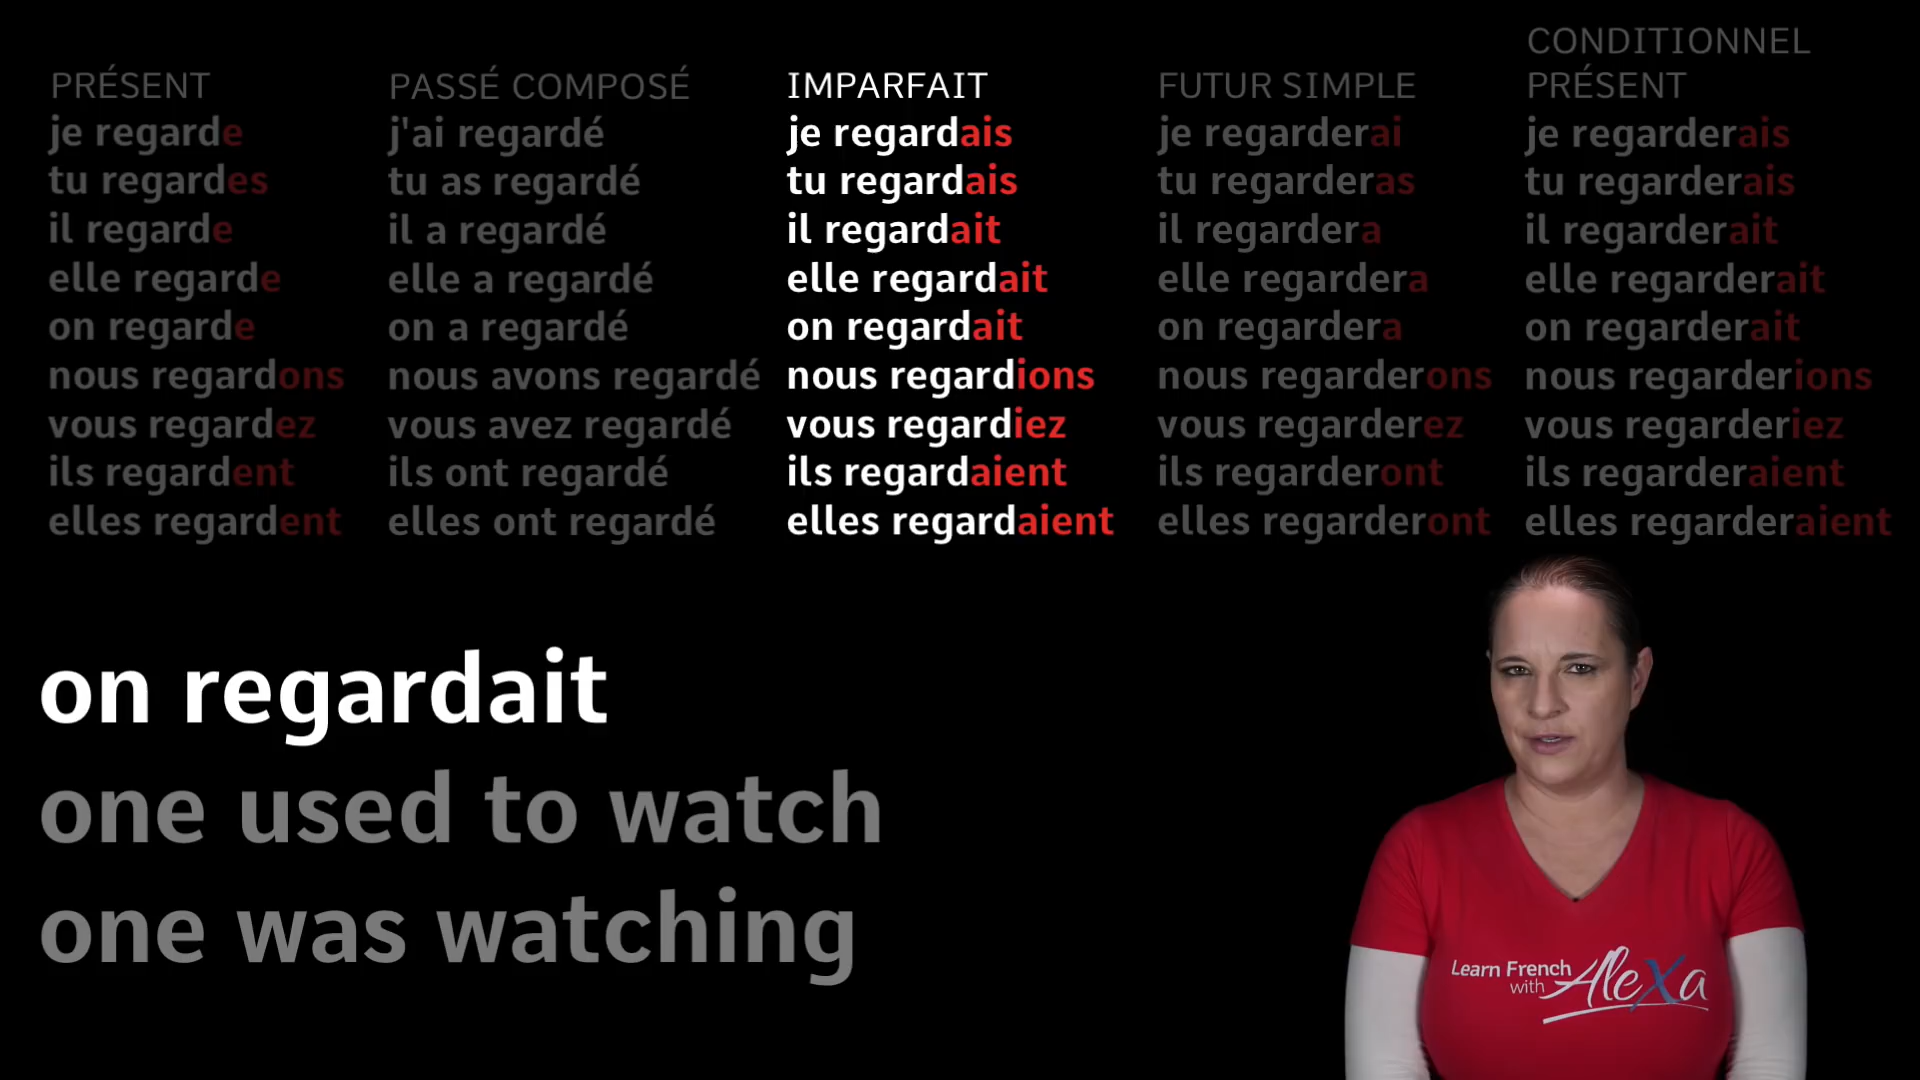 PRÉSENT
je regarde
tu regardes
il regarde
elle regarde
on regarde
nous regardons
vous regardez
ils regardent
elles regardent
PASSÉ COMPOSÉ
j'ai regardé
tu as regardé
il a regardé
elle a regardé
on a regardé
nous avons regardé
vous avez regardé
ils ont regardé
elles ont regardé
IMPARFAIT
je regardais
tu regardais
il regardait
elle regardait
on regardait
nous regardions
vous regardiez
ils regardaient
elles regardaient
FUTUR SIMPLE
je regarderai
tu regarderas
il regardera
elle regardera
on regardera
nous regarderons
vous regarderez
ils regarderont
elles regarderont
CONDITIONNEL
PRÉSENT
je regarderais
tu regarderais
il regarderait
elle regarderait
on regarderait
nous regarderions
vous regarderiez
ils regarderaient
elles regarderaient
on regardait
one used to watch
one was watching
Learn French
with Alexa